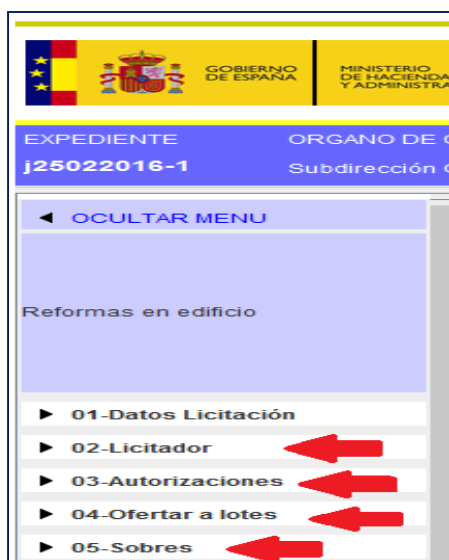 GOBIERNO DE ESPAÑA
MINISTERIO DE HACIENDA Y ADMINISTRA
EXPEDIENTE
ORGANO DE
j25022016-1
Subdirección
OCULTAR MENU
Reformas en edificio
01-Datos Licitación
02-Licitador
03-Autorizaciones
04-Ofertar a lotes
05-Sobres